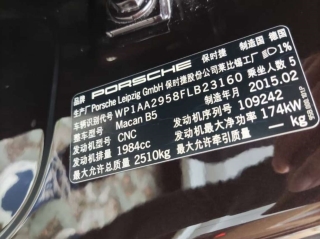 品牌 PORSCHE 保时捷 制造国 德国
生产厂 Porsche Leipzig GmbH 保时捷股份公司莱比锡工厂 1%
车辆识别代号 WP1AA2958FLB23160 乘坐人数 5
整车型号 Macan B5 制造年月 2015.02
发动机型号 CNC 发动机序列号 109242
发动机排量 1984cc 发动机最大净功率 174kW
最大允许总质量 2510kg 最大允许牵引质量 — kg